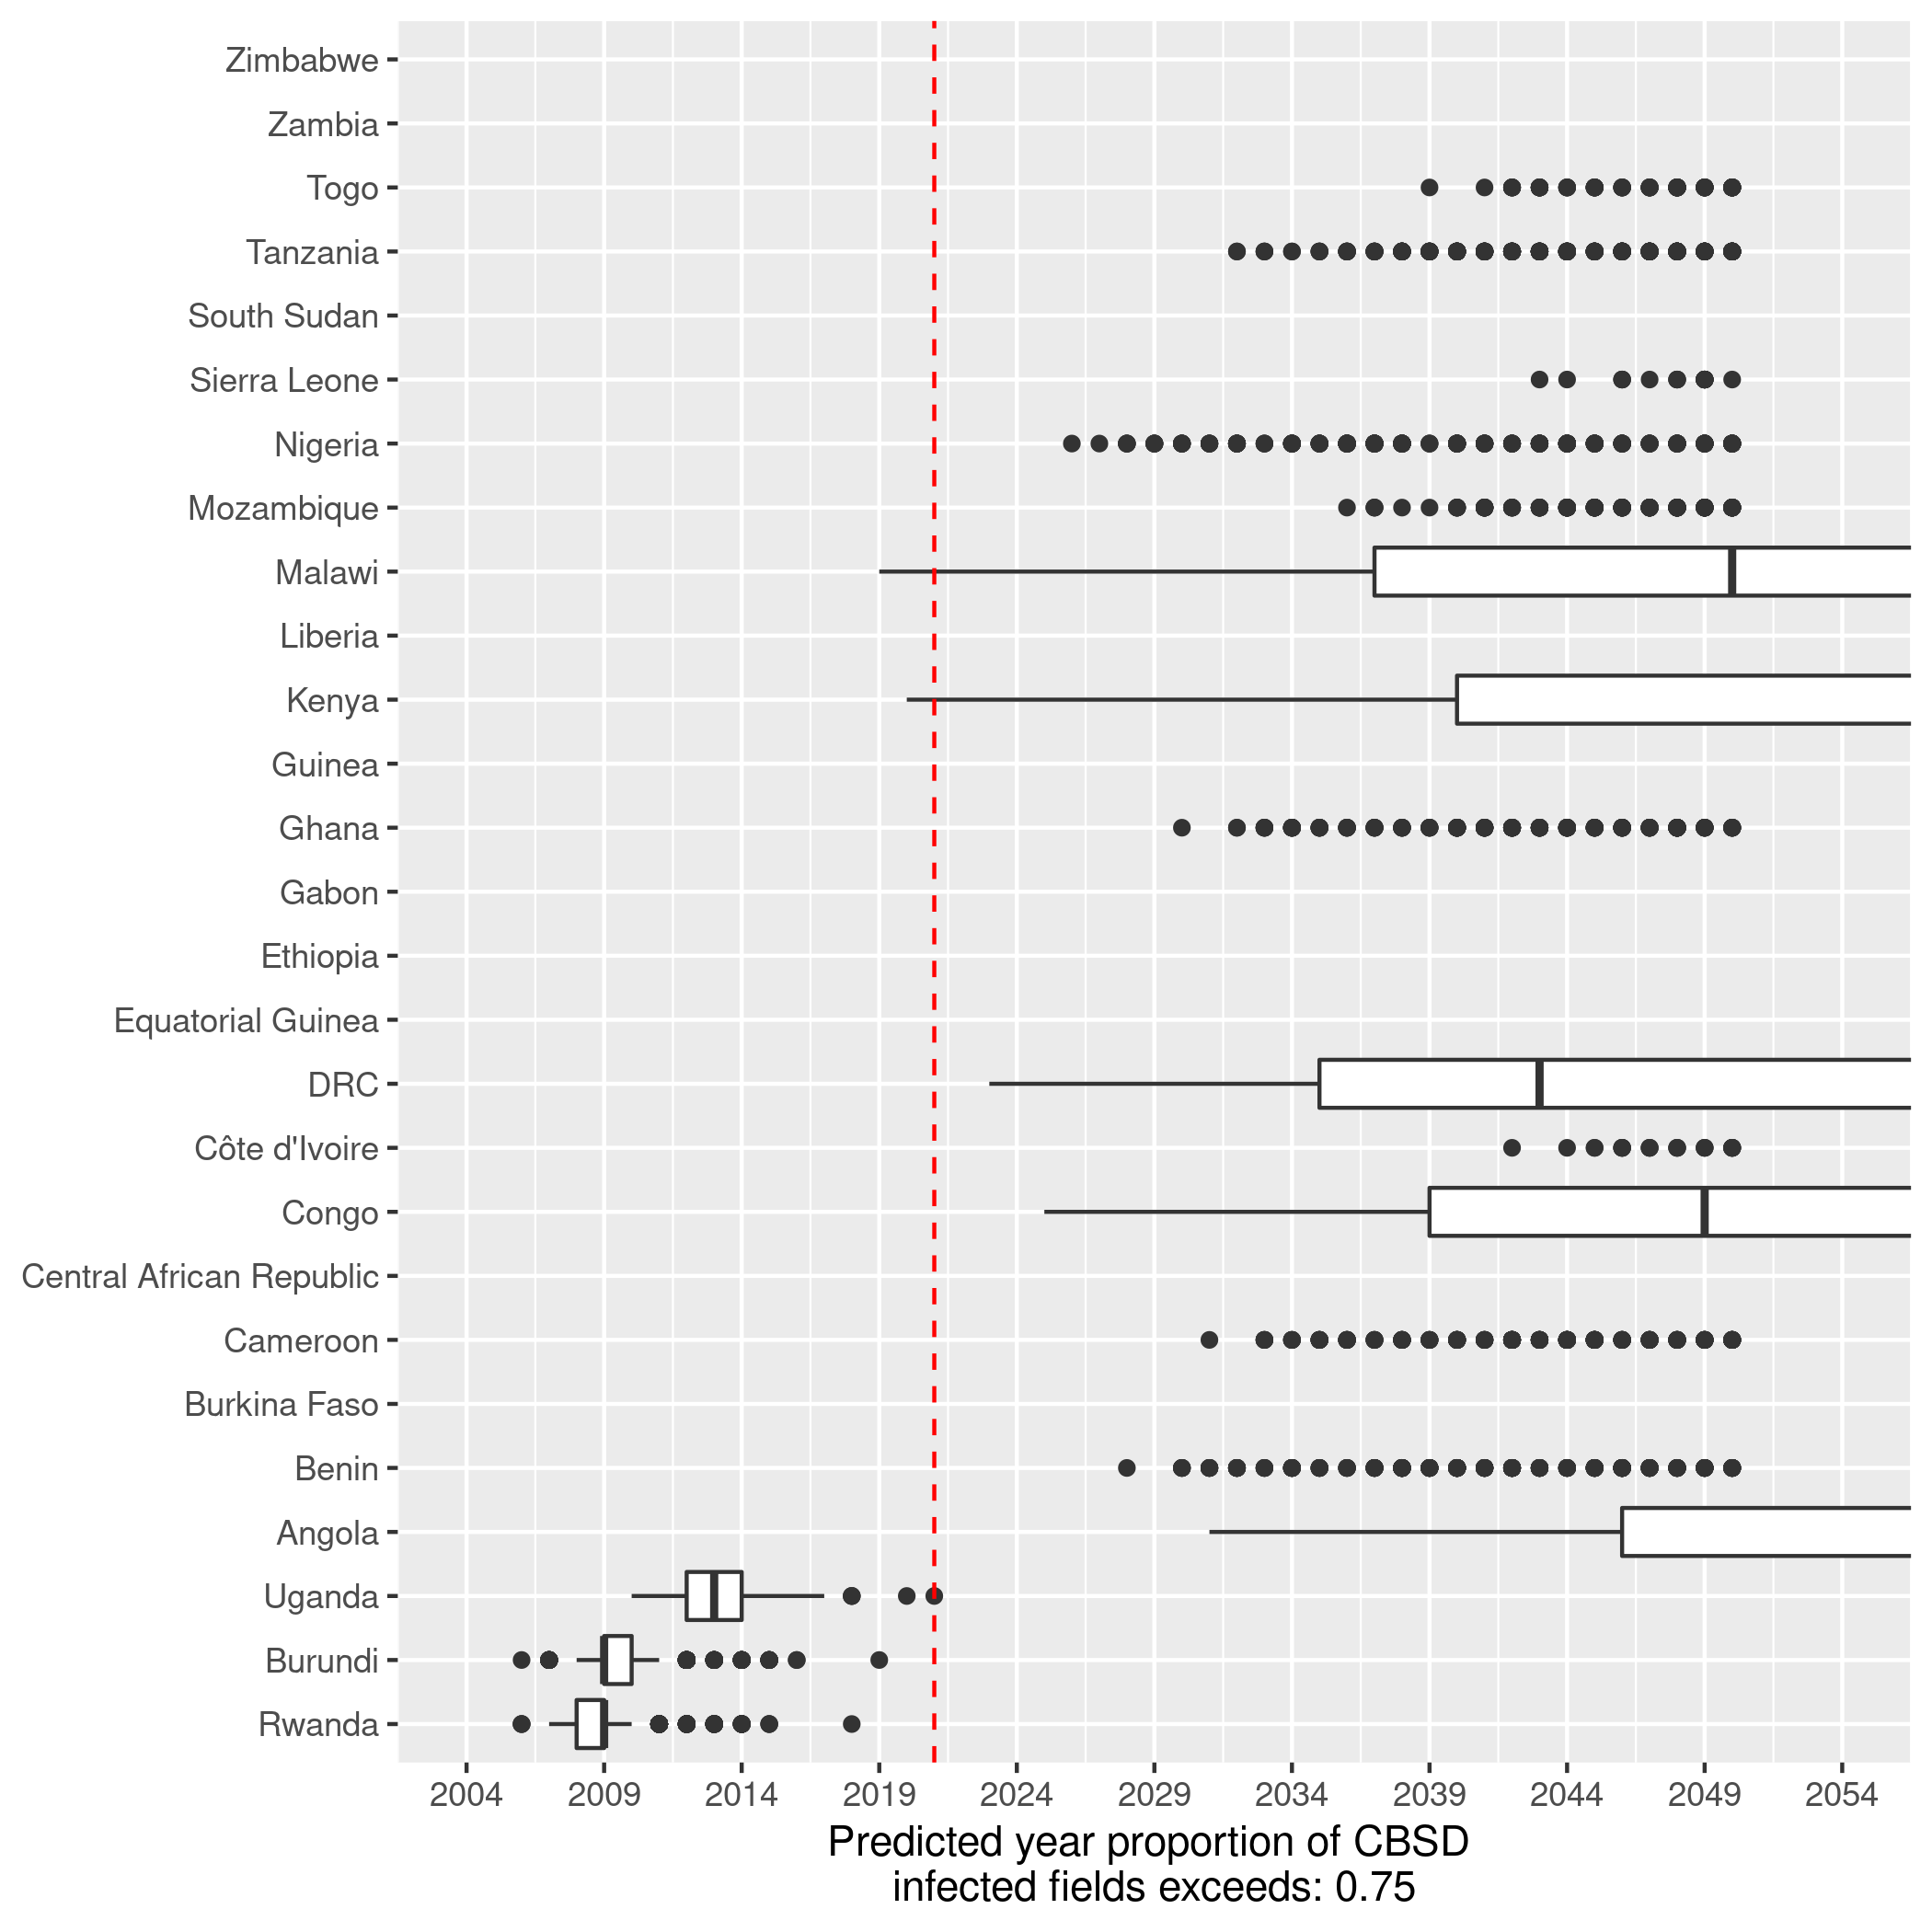 Zimbabwe
Zambia
Togo
Tanzania
South Sudan
Sierra Leone
Nigeria
Mozambique
Malawi
Liberia
Kenya
Guinea
Ghana
Gabon
Ethiopia
Equatorial Guinea
DRC
Côte d'Ivoire
Congo
Central African Republic
Cameroon
Burkina Faso
Benin
Angola
Uganda
Burundi
Rwanda
2004 2009 2014 2019 2024 2029 2034 2039 2044 2049 2054
Predicted year proportion of CBSD
infected fields exceeds: 0.75